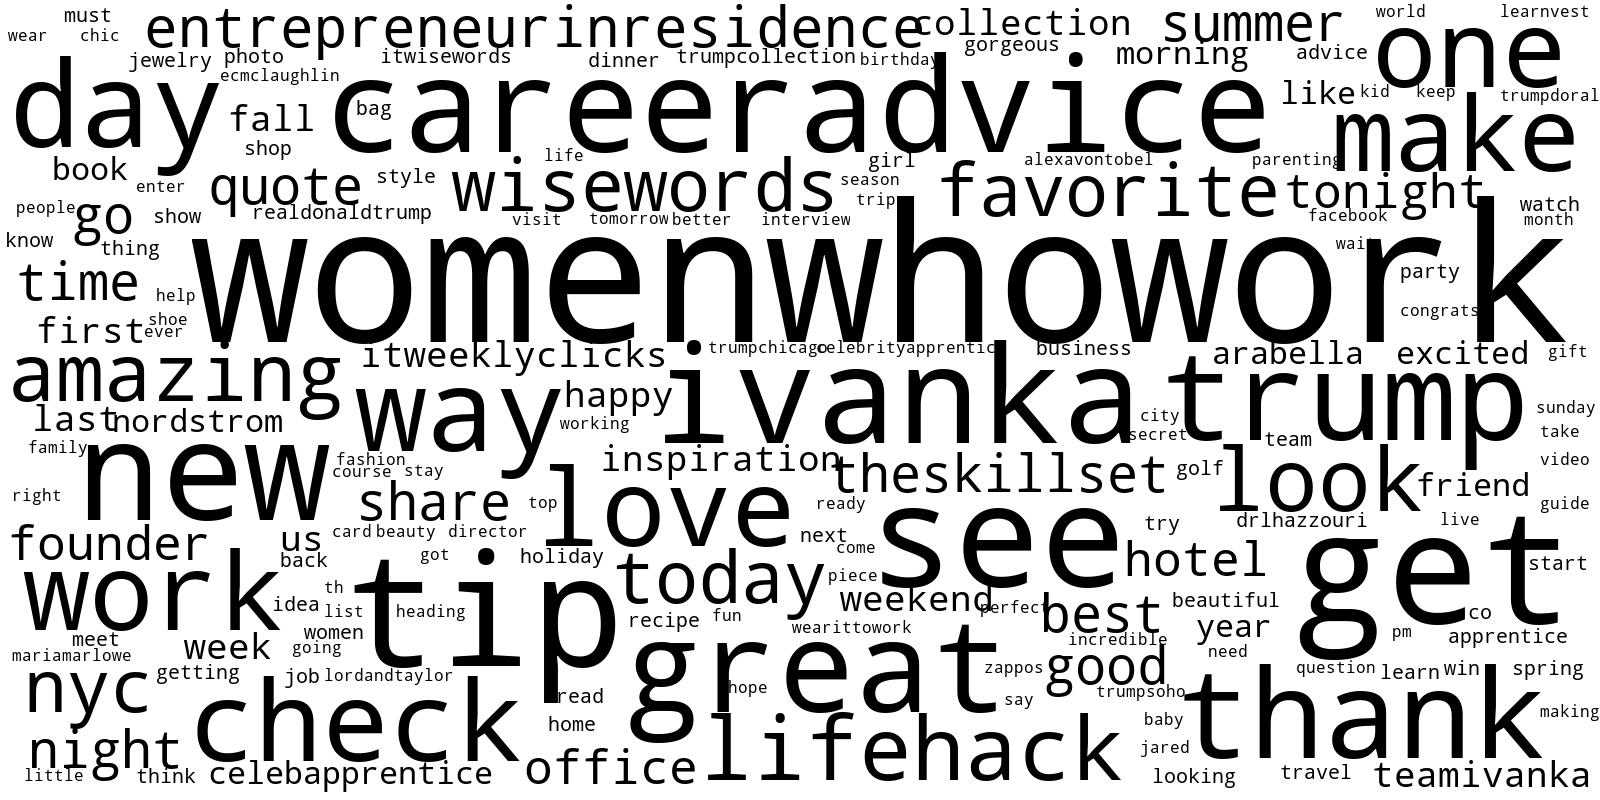 must world learnvest
wear chic entrepreneurinresidence collection summer
gorgeous morning advice one
jewelry photo itwisewords dinner trumpcollection birthday
ecmclaughlin
day careeradvice like kid keep trumpdoral
fall bag make
shop
book life girl alexavontobel parenting
enter quote style wisewords season favorite tonight
people go show realdonaldtrump trip watch
visit tomorrow better interview facebook month
know thing womenwhowork wait
time help party
shoe congrats
first ever
amazing itweeklyclicks trumpchicago celebrityapprentic business arabella excited gift
way happy ivanka trump
last nordstrom working city sunday
secret team take
family new fashion inspiration theskillset golf look friend video
course stay
right share top love ready see guide
founder us card beauty director next try drlhazzouri live
back got holiday come today hotel get start
work th tip piece weekend perfect best beautiful
idea list heading recipe fun co
meet women wearittowork incredible year pm apprentice
week going great need
mariamarlowe getting job lordandtaylor zappos good question learn win spring
nyc check read hope say trumpsoho thank making
home baby
night office lifehack jared
little think celebapprentice looking travel teamivanka